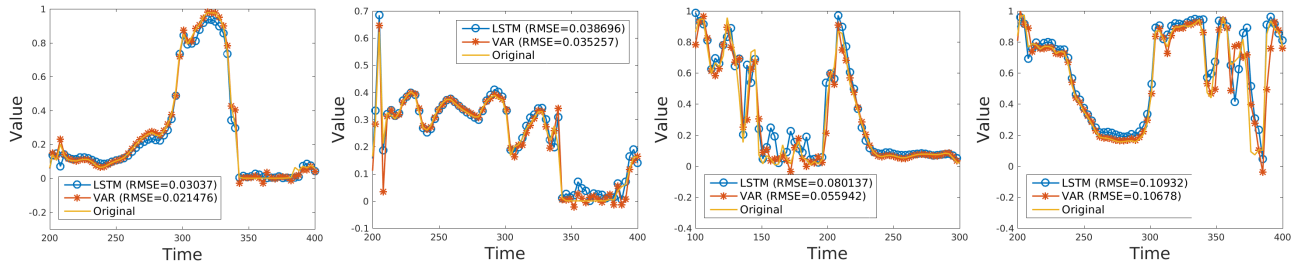 1
0.8
0.6
0.4
0.2
0
-0.2
Value
LSTM (RMSE=0.03037)
VAR (RMSE=0.021476)
Original
200 250 300 350 400
Time
0.7
0.6
0.5
0.4
0.3
0.2
0.1
0
-0.1
Value
LSTM (RMSE=0.038696)
VAR (RMSE=0.035257)
Original
200 250 300 350 400
Time
1
0.8
0.6
0.4
0.2
0
-0.2
-0.4
Value
LSTM (RMSE=0.080137)
VAR (RMSE=0.055942)
Original
100 150 200 250 300
Time
1
0.8
0.6
0.4
0.2
0
-0.2
-0.4
Value
LSTM (RMSE=0.10932)
VAR (RMSE=0.10678)
Original
200 250 300 350 400
Time